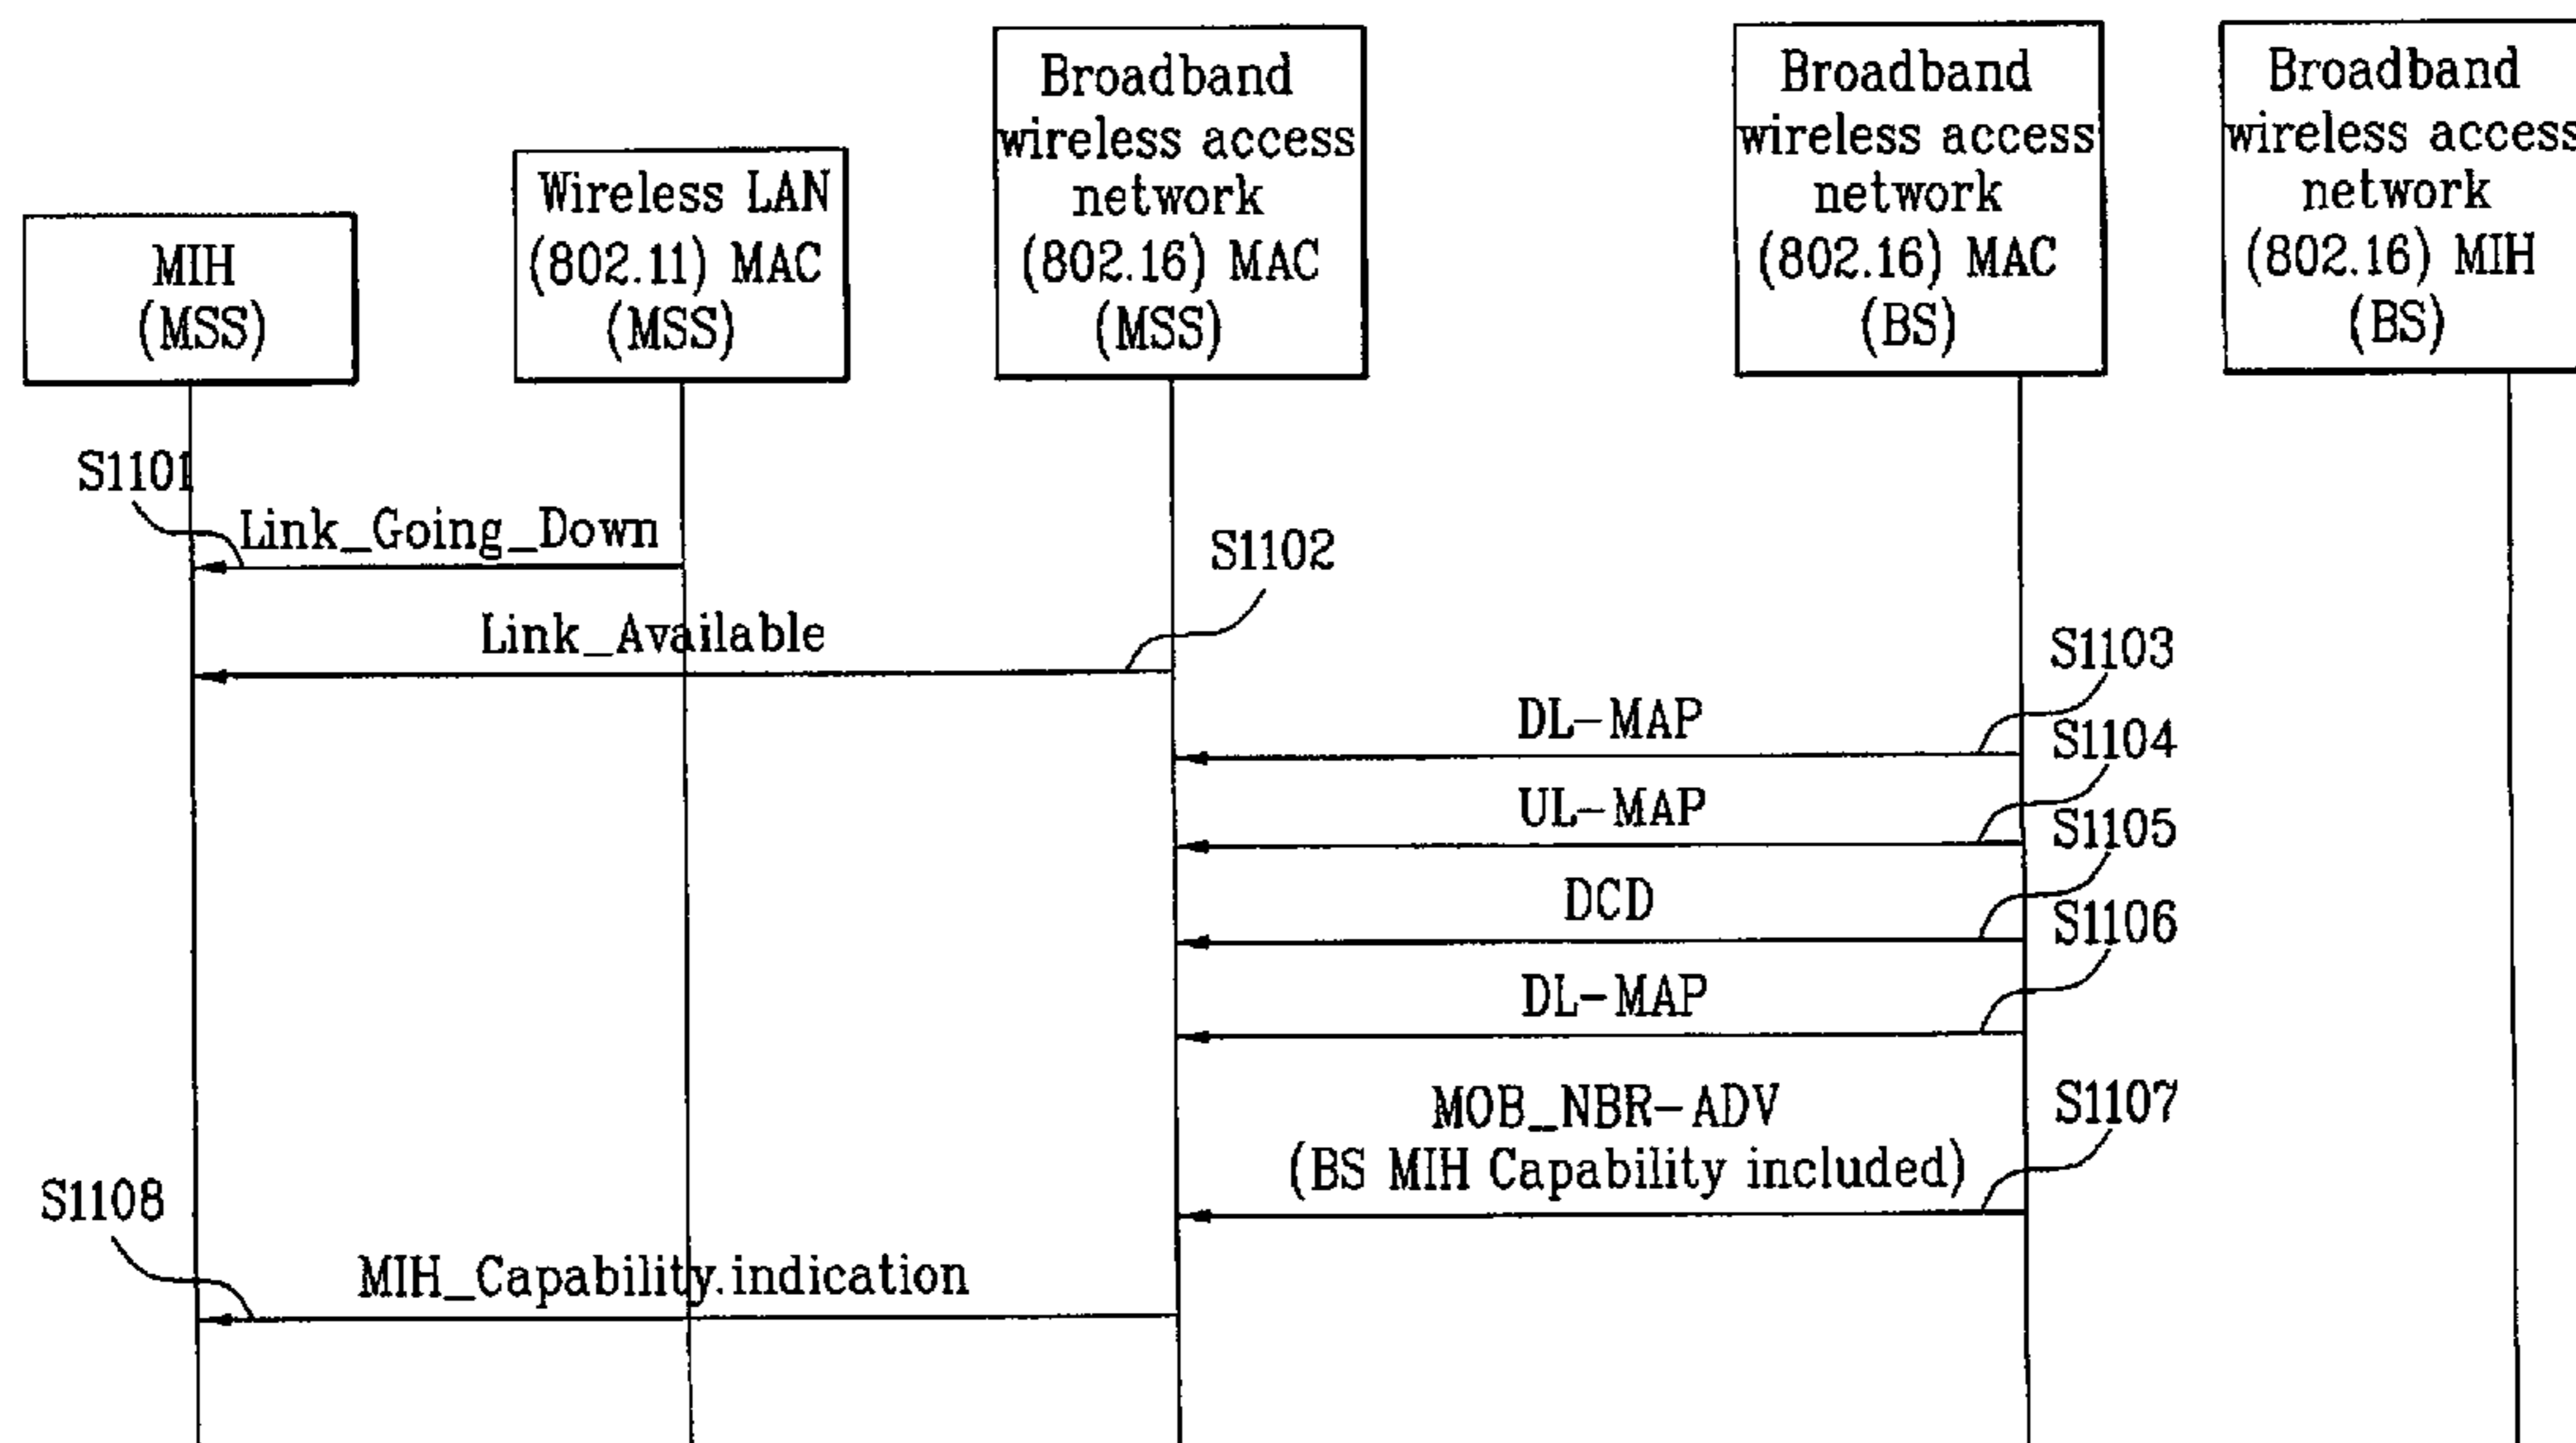 MIH
(MSS)
Wireless LAN
(802.11) MAC
(MSS)
Broadband
wireless access
network
(802.16) MAC
(MSS)
Broadband
wireless access
network
(802.16) MAC
(BS)
Broadband
wireless access
network
(802.16) MIH
(BS)
S1101
Link_Going_Down
S1102
Link_Available
S1103
DL-MAP
S1104
UL-MAP
S1105
DCD
S1106
DL-MAP
S1107
MOB_NBR-ADV
(BS MIH Capability included)
S1108
MIH_Capability.indication